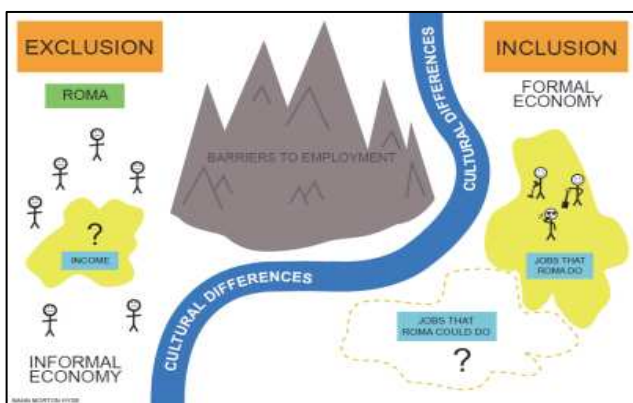 EXCLUSION
ROMA
?
INCOME
INFORMAL
ECONOMY
BARRIERS TO EMPLOYMENT
CULTURAL DIFFERENCES
CULTURAL DIFFERENCES
INCLUSION
FORMAL
ECONOMY
JOBS THAT
ROMA DO
JOBS THAT
ROMA COULD DO
?